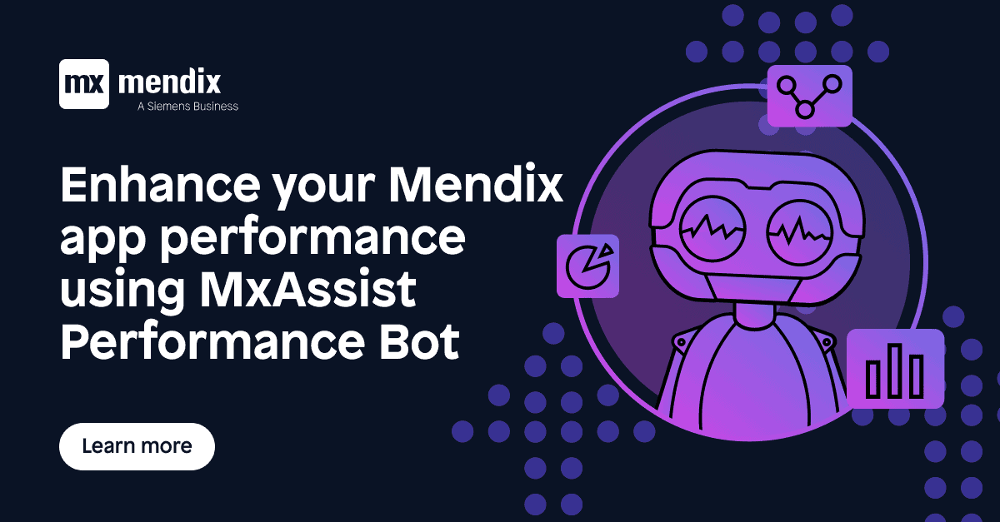 mx mendix
A Siemens Business
Enhance your Mendix
app performance
using MxAssist
Performance Bot
Learn more